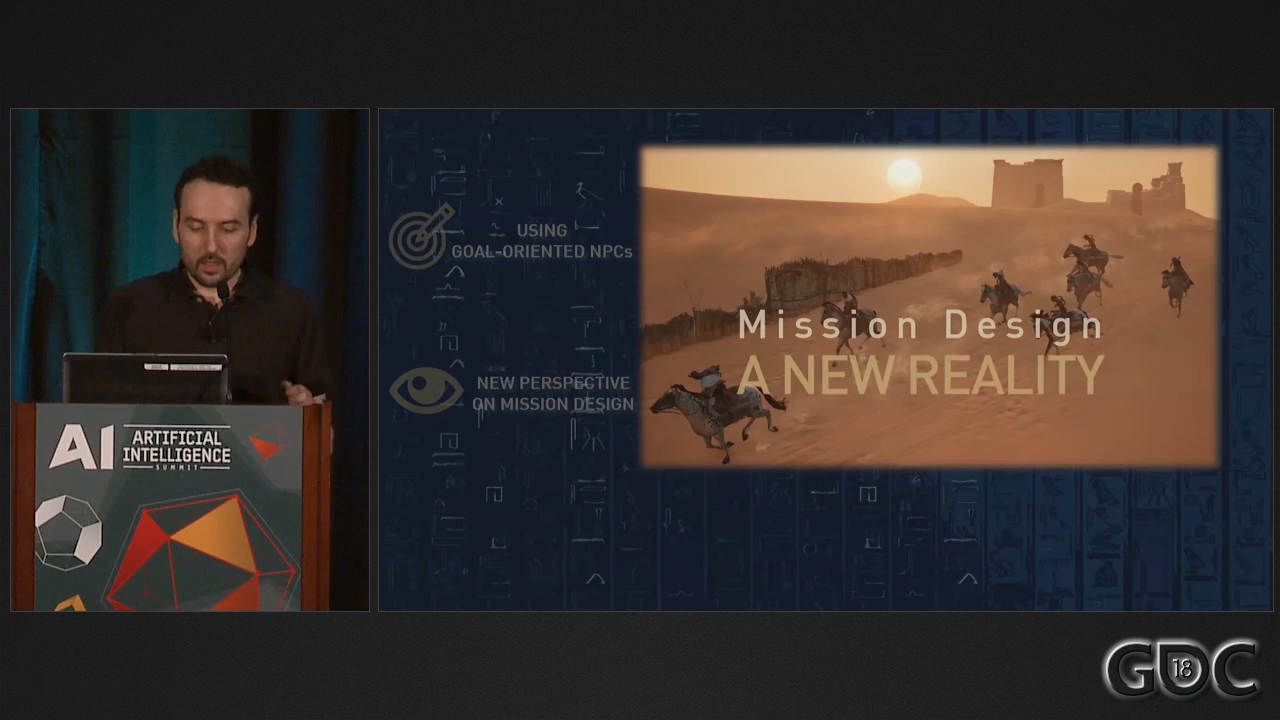 AI
ARTIFICIAL
INTELLIGENCE
SUMMIT
USING
GOAL-ORIENTED NPCs
NEW PERSPECTIVE
ON MISSION DESIGN
Mission Design
A NEW REALITY
GDC
18